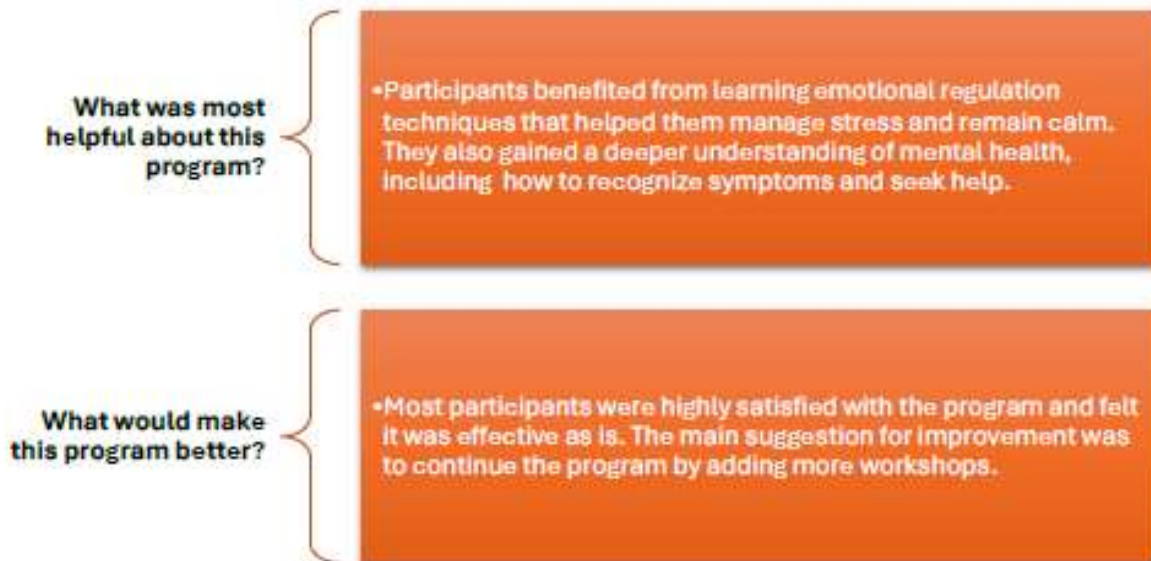 What was most
helpful about this
program?
•Participants benefited from learning emotional regulation
techniques that helped them manage stress and remain calm.
They also gained a deeper understanding of mental health,
including  how to recognize symptoms and seek help.
What would make
this program better?
•Most participants were highly satisfied with the program and felt
it was effective as is. The main suggestion for improvement was
to continue the program by adding more workshops.